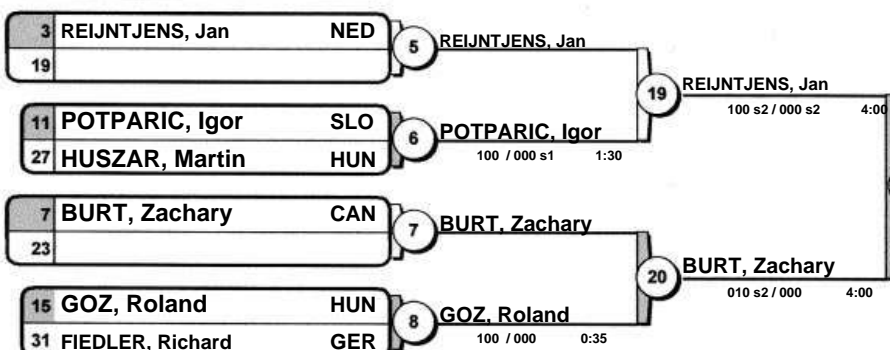 3 REIJNTJENS, Jan NED
19
5
REIJNTJENS, Jan
11 POTPARIC, Igor SLO
27 HUSZAR, Martin HUN
6
POTPARIC, Igor
100 / 000 s1 1:30
19
REIJNTJENS, Jan
100 s2 / 000 s2 4:00
7 BURT, Zachary CAN
23
7
BURT, Zachary
15 GOZ, Roland HUN
31 FIEDLER, Richard GER
8
GOZ, Roland
100 / 000 0:35
20
BURT, Zachary
010 s2 / 000 4:00